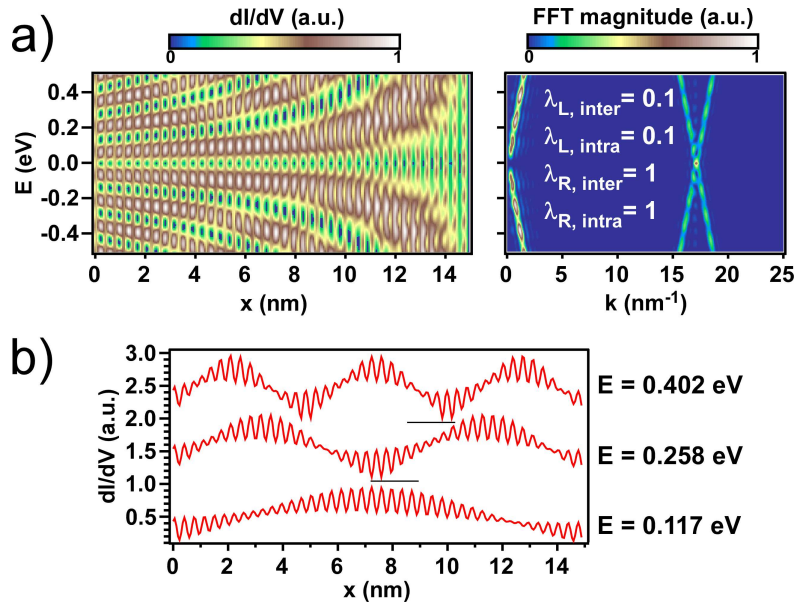 a)
dI/dV (a.u.)
0 1
FFT magnitude (a.u.)
0 1
E (eV)
0.4
0.2
0.0
-0.2
-0.4
0 2 4 6 8 10 12 14
x (nm)
λL, inter= 0.1
λL, intra= 0.1
λR, inter= 1
λR, intra= 1
0 5 10 15 20 25
k (nm⁻¹)
b)
dI/dV (a.u.)
3.0
2.5
2.0
1.5
1.0
0.5
E = 0.402 eV
E = 0.258 eV
E = 0.117 eV
0 2 4 6 8 10 12 14
x (nm)